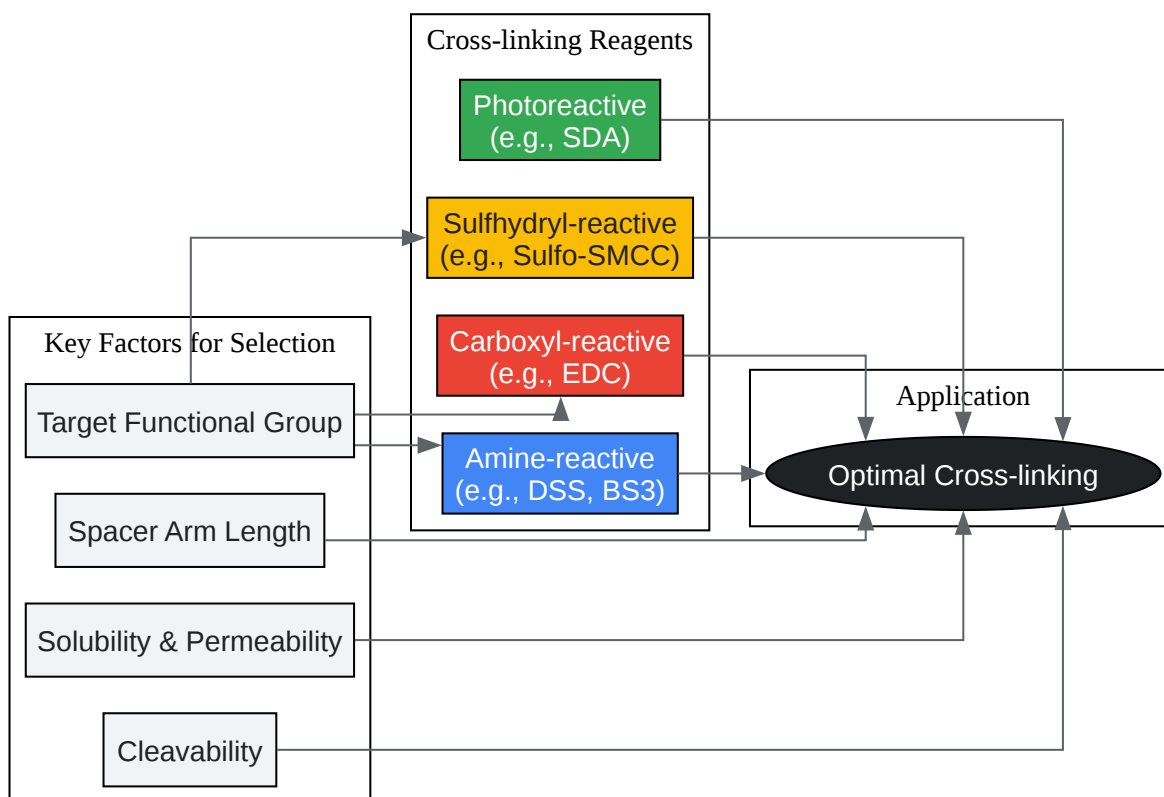 Cross-linking Reagents
Photoreactive
(e.g., SDA)
Sulfhydryl-reactive
(e.g., Sulfo-SMCC)
Carboxyl-reactive
(e.g., EDC)
Amine-reactive
(e.g., DSS, BS3)
Key Factors for Selection
Target Functional Group
Spacer Arm Length
Solubility & Permeability
Cleavability
Application
Optimal Cross-linking